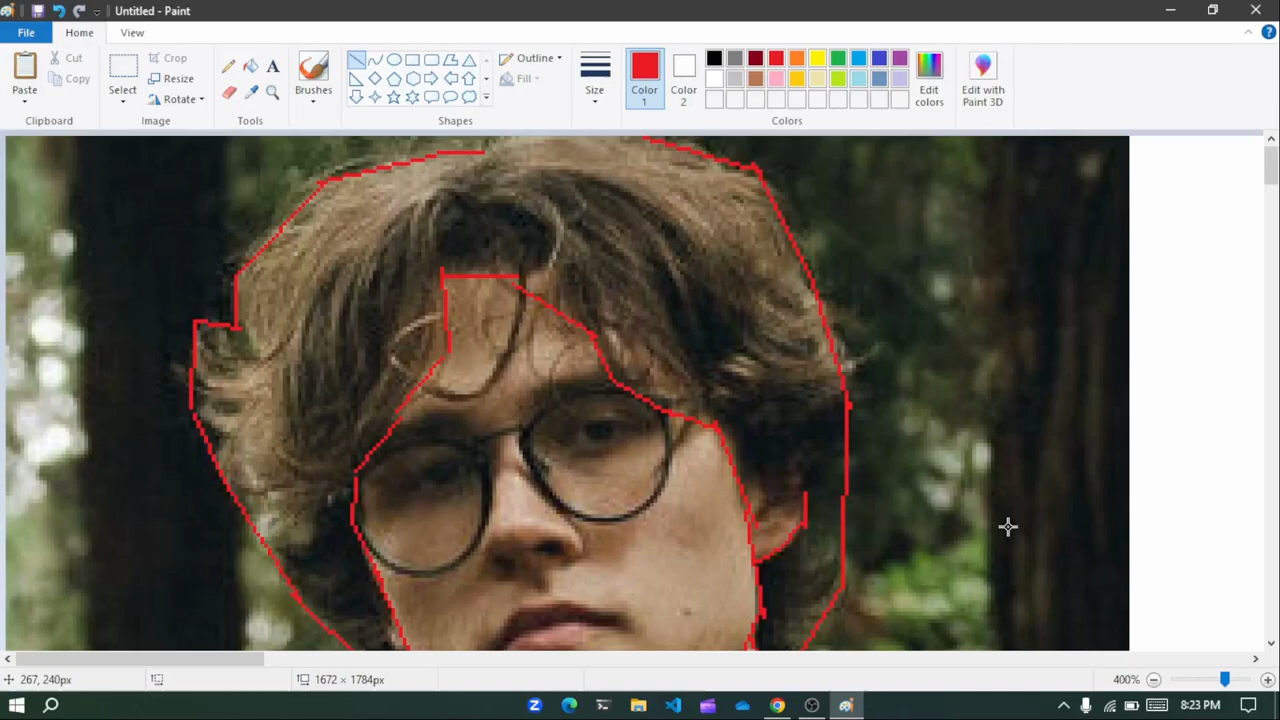 Untitled - Paint
File
Home
View
Paste
Cut
Copy
Clipboard
Select
Crop
Resize
Rotate
Image
A
Tools
Brushes
Outline
Fill
Shapes
Size
Color
1
Color
2
Edit
colors
Colors
Edit with
Paint 3D
267, 240px
1672 × 1784px
400%
8:23 PM